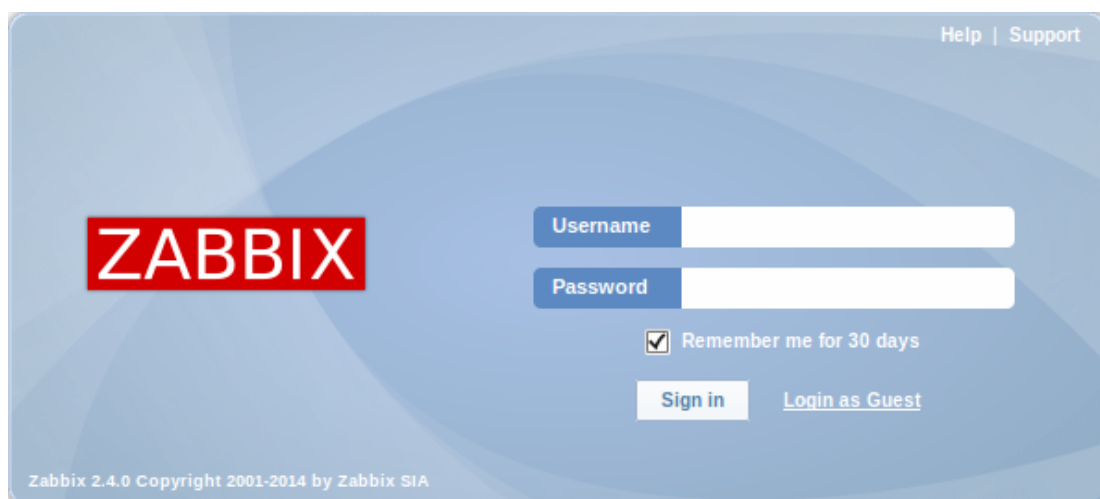 Help | Support
ZABBIX
Username
Password
Remember me for 30 days
Sign in Login as Guest
Zabbix 2.4.0 Copyright 2001-2014 by Zabbix SIA